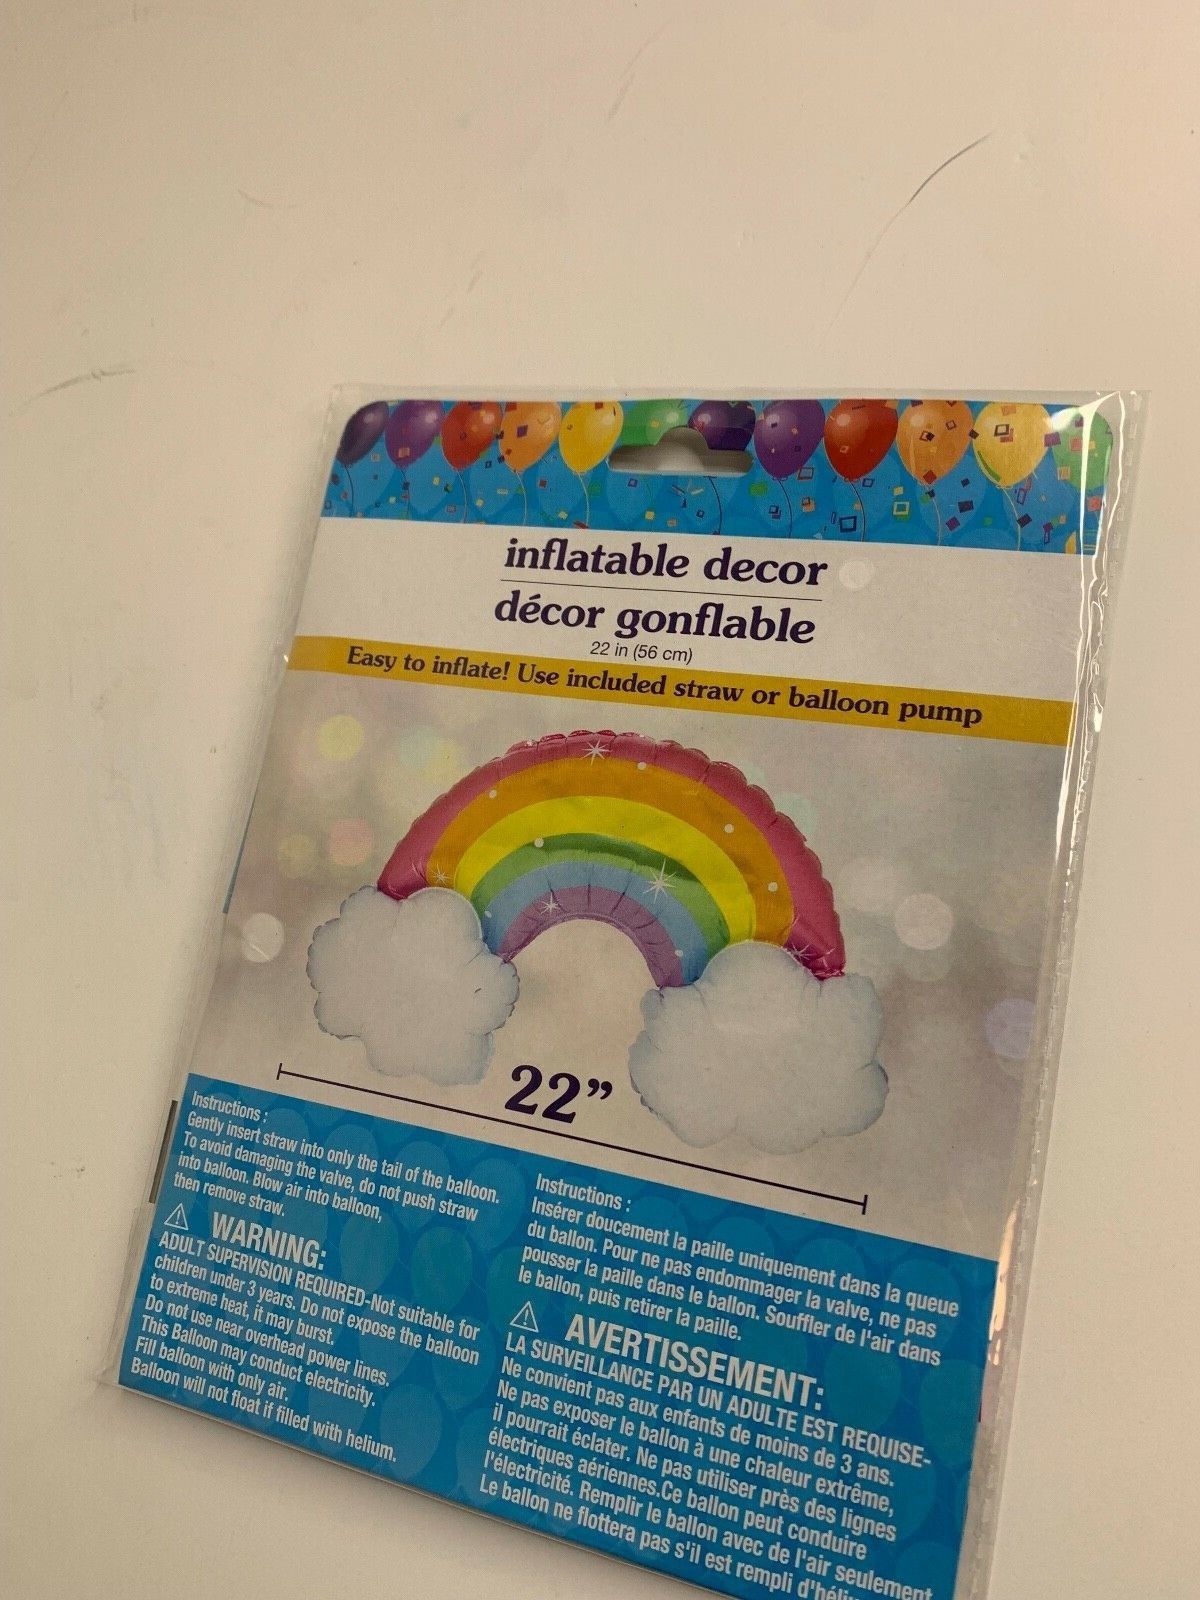 inflatable decor
décor gonflable
22 in (56 cm)
Easy to inflate! Use included straw or balloon pump
22”
Instructions :
Gently insert straw into only the tail of the balloon.
To avoid damaging the valve, do not push straw
into balloon. Blow air into balloon,
then remove straw.
WARNING:
ADULT SUPERVISION REQUIRED-Not suitable for
children under 3 years. Do not expose the balloon
to extreme heat, it may burst.
Do not use near overhead power lines.
This Balloon may conduct electricity.
Fill balloon with only air.
Balloon will not float if filled with helium.
Instructions :
Insérer doucement la paille uniquement dans la queue
du ballon. Pour ne pas endommager la valve, ne pas
pousser la paille dans le ballon. Souffler de l'air dans
le ballon, puis retirer la paille.
AVERTISSEMENT:
LA SURVEILLANCE PAR UN ADULTE EST REQUISE-
Ne convient pas aux enfants de moins de 3 ans.
Ne pas exposer le ballon à une chaleur extrême,
il pourrait éclater. Ne pas utiliser près des lignes
électriques aériennes.Ce ballon peut conduire
l'électricité. Remplir le ballon avec de l'air seulement
Le ballon ne flottera pas s'il est rempli